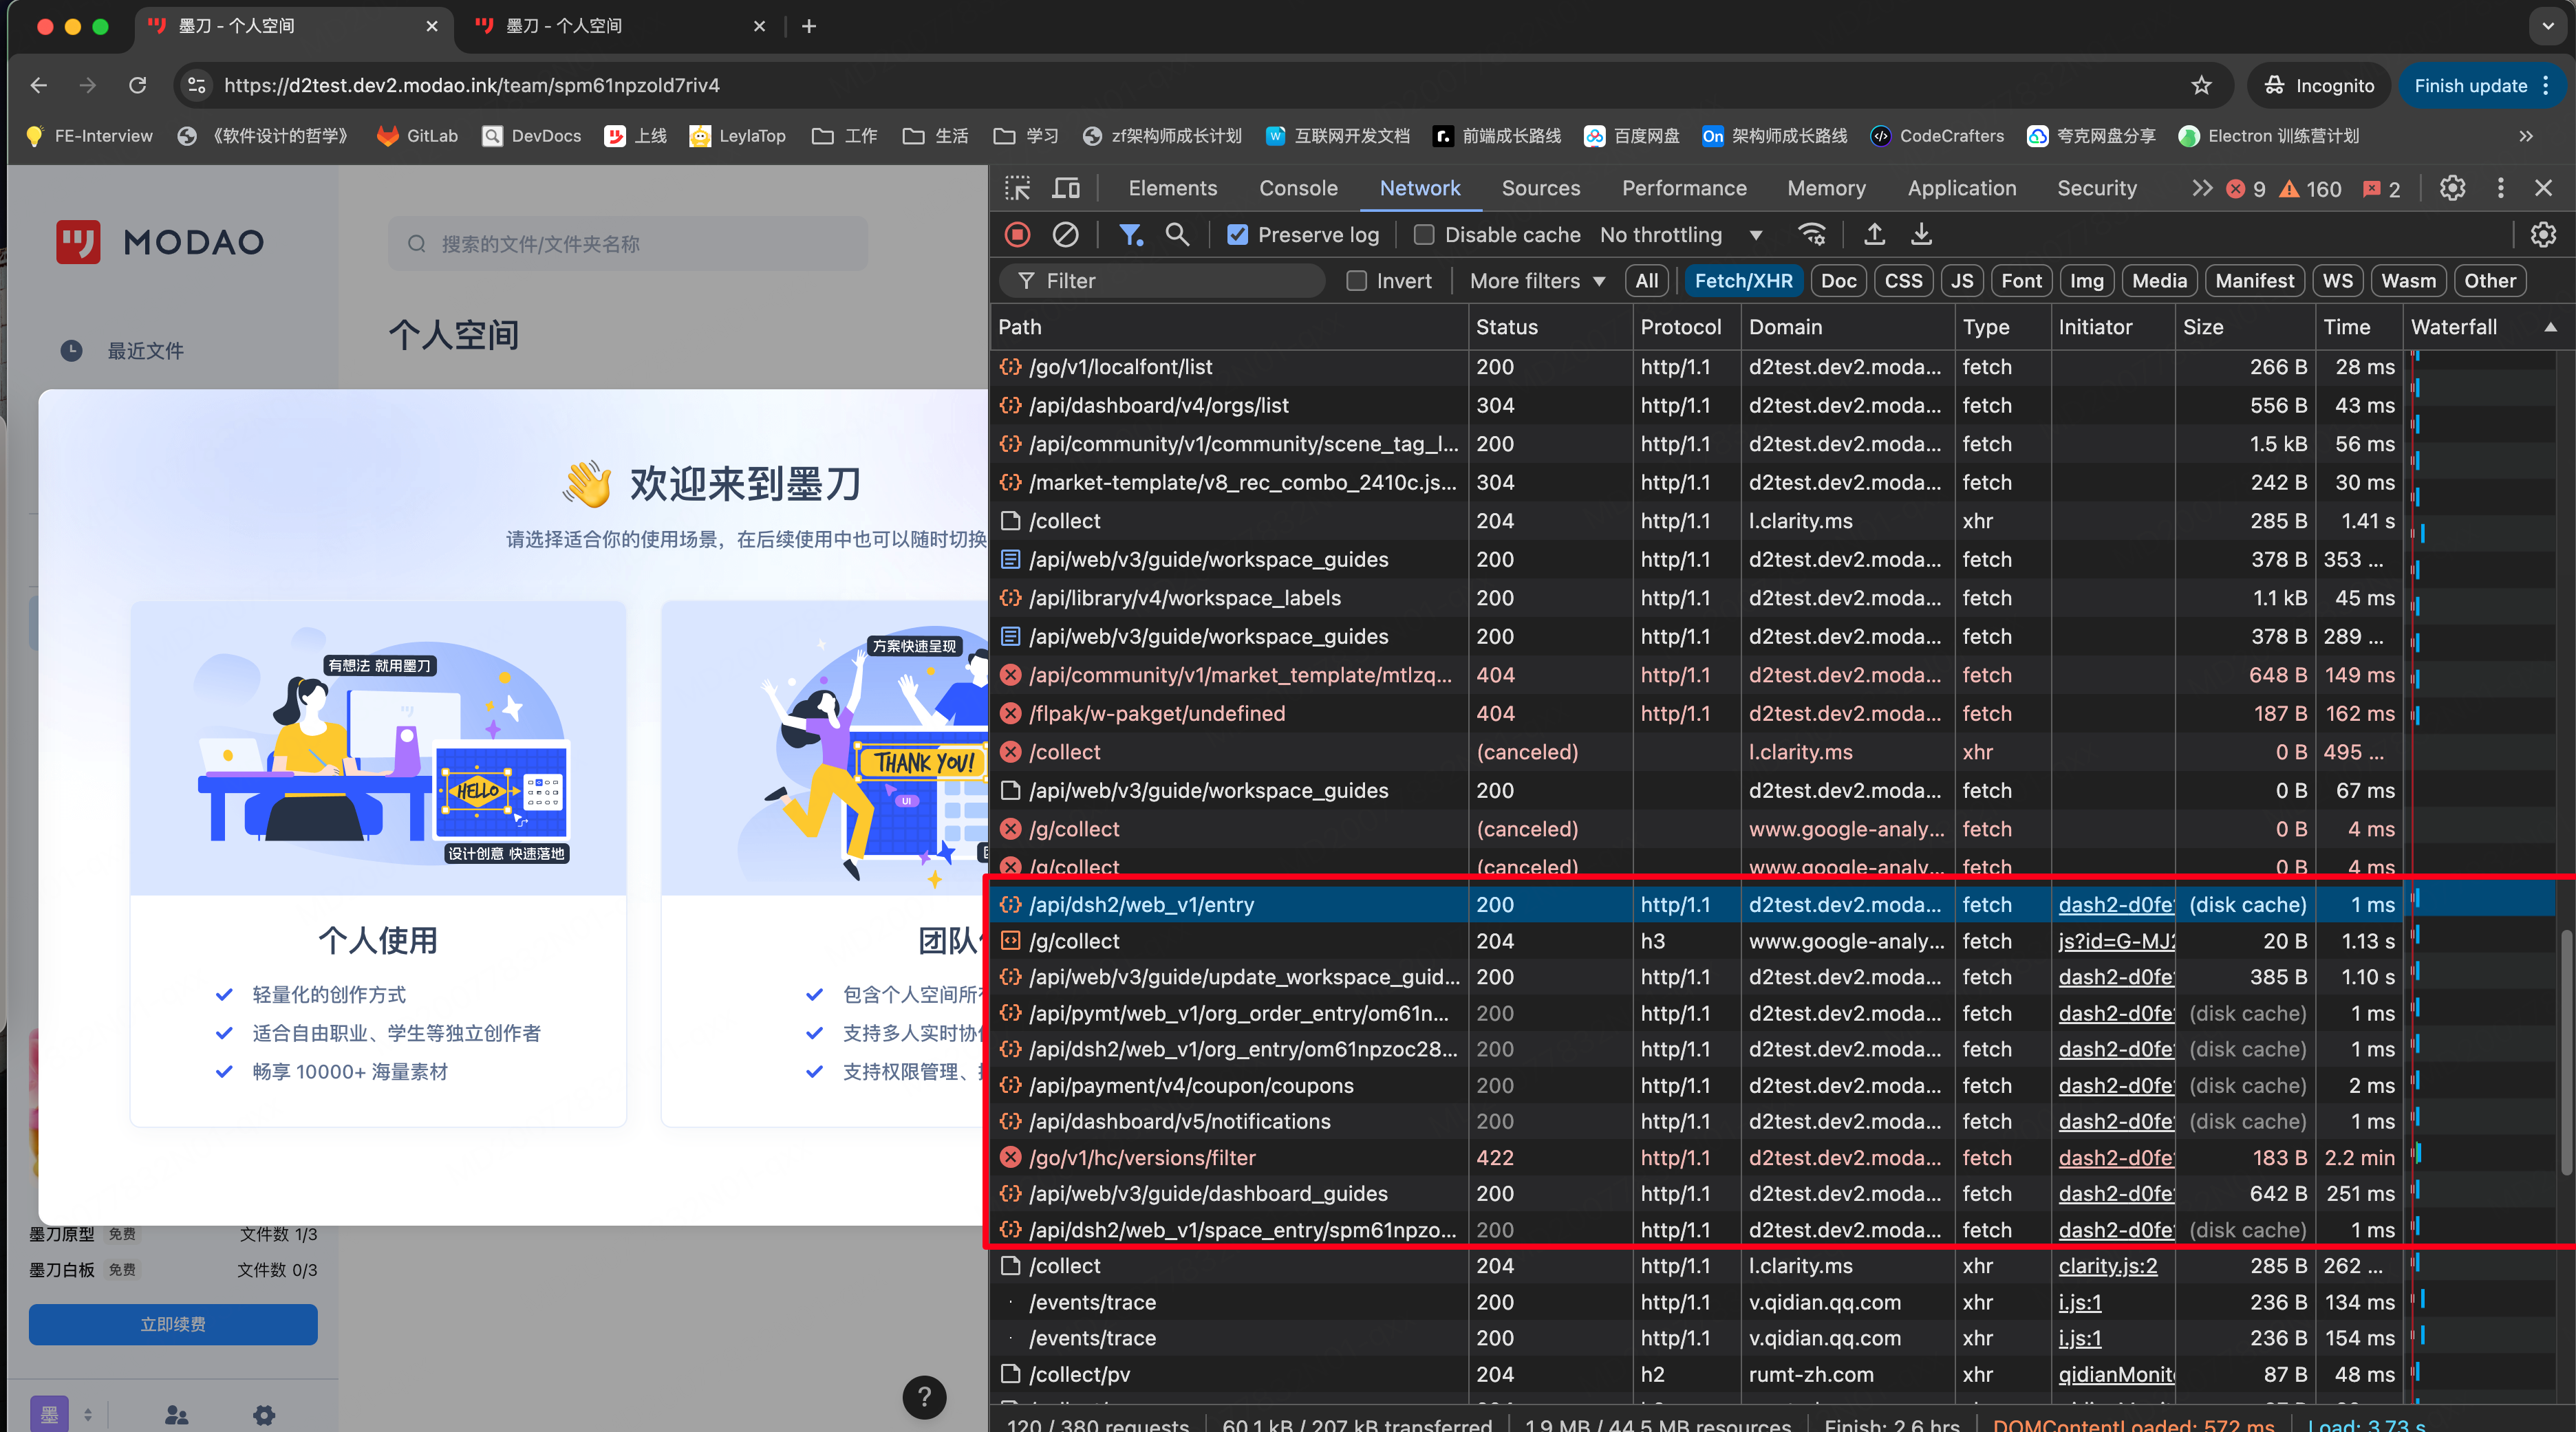 墨刀 - 个人空间
墨刀 - 个人空间
https://d2test.dev2.modao.ink/team/spm61npzold7riv4
Incognito
Finish update
FE-Interview
《软件设计的哲学》
GitLab
DevDocs
上线
LeylaTop
工作
生活
学习
zf架构师成长计划
互联网开发文档
前端成长路线
百度网盘
On 架构师成长路线
CodeCrafters
夸克网盘分享
Electron 训练营计划
MODAO
搜索的文件/文件夹名称
最近文件
个人空间
欢迎来到墨刀
请选择适合你的使用场景，在后续使用中也可以随时切换
有想法 就用墨刀
HELLO
设计创意 快速落地
方案快速呈现
THANK YOU!
UI
个人使用
轻量化的创作方式
适合自由职业、学生等独立创作者
畅享 10000+ 海量素材
团队
包含个人空间所
支持多人实时协
支持权限管理、
墨刀原型 免费 文件数 1/3
墨刀白板 免费 文件数 0/3
立即续费
墨
?
Elements Console Network Sources Performance Memory Application Security 9 160 2
Preserve log Disable cache No throttling
Filter Invert More filters All Fetch/XHR Doc CSS JS Font Img Media Manifest WS Wasm Other
Path Status Protocol Domain Type Initiator Size Time Waterfall
/go/v1/localfont/list 200 http/1.1 d2test.dev2.moda... fetch 266 B 28 ms
/api/dashboard/v4/orgs/list 304 http/1.1 d2test.dev2.moda... fetch 556 B 43 ms
/api/community/v1/community/scene_tag_l... 200 http/1.1 d2test.dev2.moda... fetch 1.5 kB 56 ms
/market-template/v8_rec_combo_2410c.js... 304 http/1.1 d2test.dev2.moda... fetch 242 B 30 ms
/collect 204 http/1.1 l.clarity.ms xhr 285 B 1.41 s
/api/web/v3/guide/workspace_guides 200 http/1.1 d2test.dev2.moda... fetch 378 B 353 ...
/api/library/v4/workspace_labels 200 http/1.1 d2test.dev2.moda... fetch 1.1 kB 45 ms
/api/web/v3/guide/workspace_guides 200 http/1.1 d2test.dev2.moda... fetch 378 B 289 ...
/api/community/v1/market_template/mtlzq... 404 http/1.1 d2test.dev2.moda... fetch 648 B 149 ms
/flpak/w-pakget/undefined 404 http/1.1 d2test.dev2.moda... fetch 187 B 162 ms
/collect (canceled) l.clarity.ms xhr 0 B 495 ...
/api/web/v3/guide/workspace_guides 200 d2test.dev2.moda... fetch 0 B 67 ms
/g/collect (canceled) www.google-analy... fetch 0 B 4 ms
/g/collect (canceled) www.google-analy... fetch 0 B 4 ms
/api/dsh2/web_v1/entry 200 http/1.1 d2test.dev2.moda... fetch dash2-d0fe (disk cache) 1 ms
/g/collect 204 h3 www.google-analy... fetch js?id=G-MJ 20 B 1.13 s
/api/web/v3/guide/update_workspace_guid... 200 http/1.1 d2test.dev2.moda... fetch dash2-d0fe 385 B 1.10 s
/api/pymt/web_v1/org_order_entry/om61n... 200 http/1.1 d2test.dev2.moda... fetch dash2-d0fe (disk cache) 1 ms
/api/dsh2/web_v1/org_entry/om61npzoc28... 200 http/1.1 d2test.dev2.moda... fetch dash2-d0fe (disk cache) 1 ms
/api/payment/v4/coupon/coupons 200 http/1.1 d2test.dev2.moda... fetch dash2-d0fe (disk cache) 2 ms
/api/dashboard/v5/notifications 200 http/1.1 d2test.dev2.moda... fetch dash2-d0fe (disk cache) 1 ms
/go/v1/hc/versions/filter 422 http/1.1 d2test.dev2.moda... fetch dash2-d0fe 183 B 2.2 min
/api/web/v3/guide/dashboard_guides 200 http/1.1 d2test.dev2.moda... fetch dash2-d0fe 642 B 251 ms
/api/dsh2/web_v1/space_entry/spm61npzo... 200 http/1.1 d2test.dev2.moda... fetch dash2-d0fe (disk cache) 1 ms
/collect 204 http/1.1 l.clarity.ms xhr clarity.js:2 285 B 262 ...
/events/trace 200 http/1.1 v.qidian.qq.com xhr i.js:1 236 B 134 ms
/events/trace 200 http/1.1 v.qidian.qq.com xhr i.js:1 236 B 154 ms
/collect/pv 204 h2 rumt-zh.com xhr qidianMonit 87 B 48 ms
120 / 380 requests 60.1 kB / 207 kB transferred 1.9 MB / 44.5 MB resources Finish: 2.6 hrs DOMContentLoaded: 572 ms Load: 3.73 s